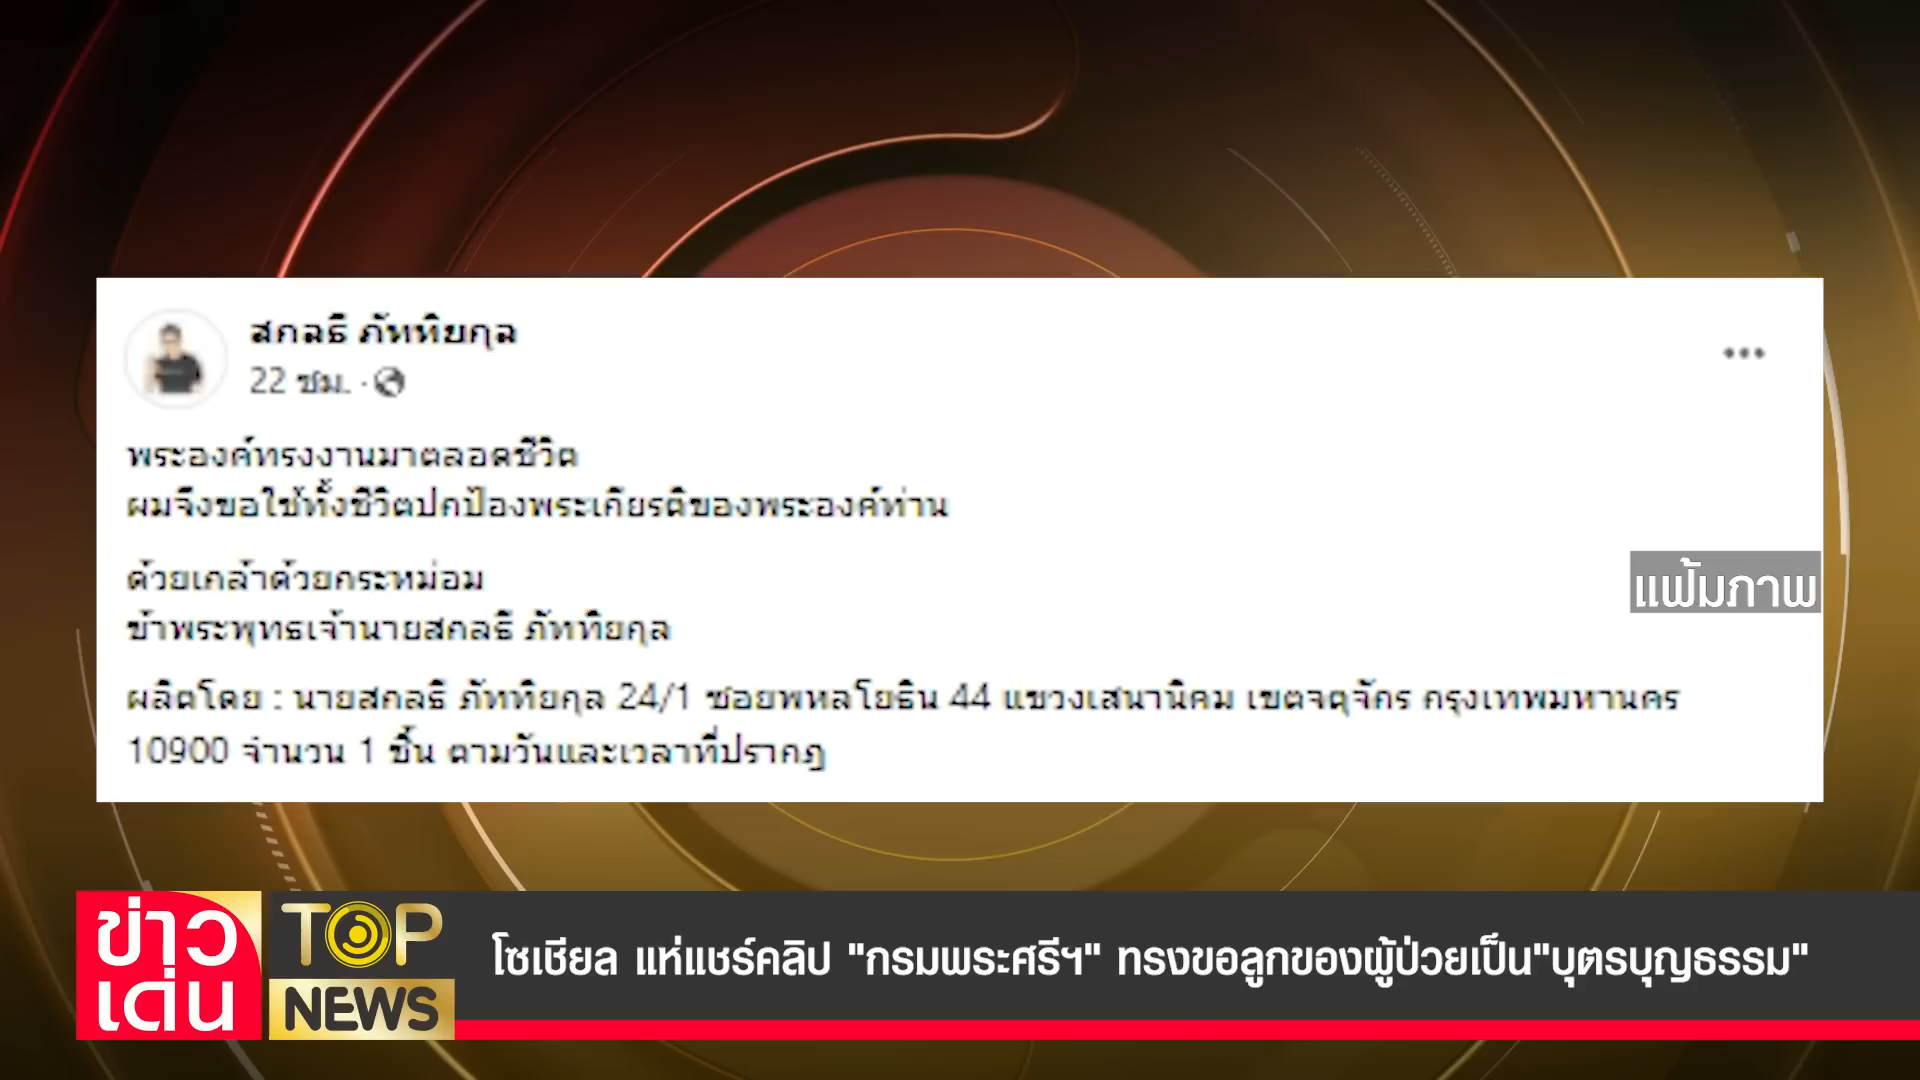 สกลธี ภัททิยกุล
22 ชม.
พระองค์ทรงงานมาตลอดชีวิต
ผมจึงขอใช้ทั้งชีวิตปกป้องพระเกียรติของพระองค์ท่าน
ด้วยเกล้าด้วยกระหม่อม
ข้าพระพุทธเจ้านายสกลธี ภัททิยกุล
แฟ้มภาพ
ผลิตโดย : นายสกลธี ภัททิยกุล 24/1 ซอยพหลโยธิน 44 แขวงเสนานิคม เขตจตุจักร กรุงเทพมหานคร
10900 จำนวน 1 ชิ้น ตามวันและเวลาที่ปรากฏ
ข่าว
เด่น
TOP
NEWS
โซเชียล แห่แชร์คลิป "กรมพระศรีฯ" ทรงขอลูกของผู้ป่วยเป็น"บุตรบุญธรรม"